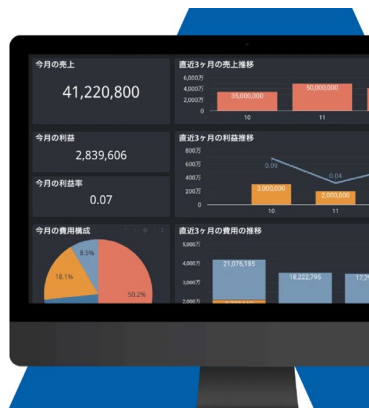 今月の売上
41,220,800
今月の利益
2,839,606
今月の利益率
0.07
今月の費用構成
8.5%
18.1%
50.2%
直近3ヶ月の売上推移
6,000万
4,000万
2,000万
0
35,000,000
50,000,000
10
11
直近3ヶ月の利益推移
800万
600万
400万
200万
0
0.09
0.04
3,000,000
2,000,000
10
11
直近3ヶ月の費用の推移
5,000万
4,000万
3,000万
2,000万
21,076,185
18,222,795